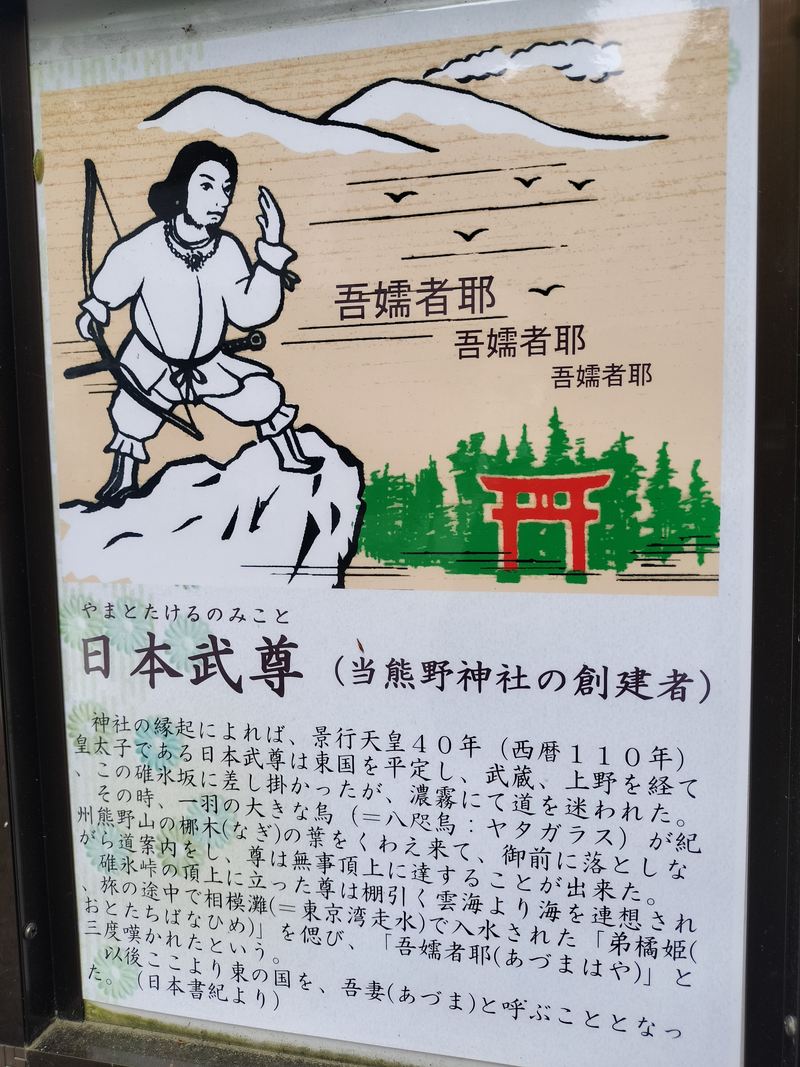 吾嬬者耶
吾嬬者耶
吾嬬者耶
やまとたけるのみこと
日本武尊(当熊野神社の創建者)
神社の縁起によれば、景行天皇40年(西暦110年)
皇太子である日本武尊は東国を平定し、武蔵、上野を経て
、この碓氷坂に差し掛かったが、濃霧にて道を迷われた。
その時、一羽の大きな烏(=八咫烏:ヤタガラス)が紀
州熊野山の梛木(なぎ)の葉をくわえ来て、御前に落としな
がら道案内をし、尊は無事頂上に達することが出来た。
碓氷峠の頂上に立った尊は棚引く雲海より海を連想され
、旅の途中で相模灘(=東京湾走水)で入水された「弟橘姫(
おとたちばなひめ)」を偲び、「吾嬬者耶(あづまはや)」と
三度嘆かれたという。
以後ここより東の国を、吾妻(あづま)と呼ぶこととなっ
た。(日本書紀より)